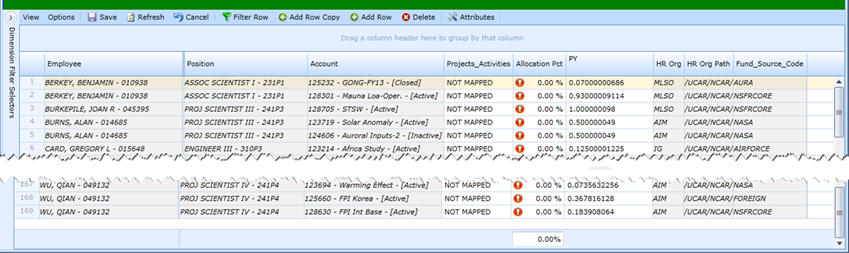 View Options Save Refresh Cancel Filter Row Add Row Copy Add Row Delete Attributes
Dimension Filter Selectors
Drag a column header here to group by that column
Employee Position Account Projects_Activities Allocation Pct PY HR Org HR Org Path Fund_Source_Code
1 BERKEY, BENJAMIN - 010938 ASSOC SCIENTIST I - 231P1 125232 - GONG-FY13 - [Closed] NOT MAPPED 0.00 % 0.07000000686 MLSO /UCAR/NCAR/AURA
2 BERKEY, BENJAMIN - 010938 ASSOC SCIENTIST I - 231P1 128301 - Mauna Loa-Oper. - [Active] NOT MAPPED 0.00 % 0.93000009114 MLSO /UCAR/NCAR/NSFRCORE
3 BURKEPILE, JOAN R - 045395 PROJ SCIENTIST III - 241P3 128705 - STSW - [Active] NOT MAPPED 0.00 % 1.000000098 MLSO /UCAR/NCAR/NSFRCORE
4 BURNS, ALAN - 014685 PROJ SCIENTIST III - 241P3 123719 - Solar Anomaly - [Active] NOT MAPPED 0.00 % 0.500000049 AIM /UCAR/NCAR/NASA
5 BURNS, ALAN - 014685 PROJ SCIENTIST III - 241P3 124606 - Auroral Inputs-2 - [Inactive] NOT MAPPED 0.00 % 0.500000049 AIM /UCAR/NCAR/NASA
6 CARD, GREGORY L - 015648 ENGINEER III - 310P3 123214 - Africa Study - [Active] NOT MAPPED 0.00 % 0.12500001225 IG /UCAR/NCAR/AIRFORCE
167 WU, QIAN - 049132 PROJ SCIENTIST IV - 241P4 123694 - Warming Effect - [Active] NOT MAPPED 0.00 % 0.0735632256 AIM /UCAR/NCAR/NASA
168 WU, QIAN - 049132 PROJ SCIENTIST IV - 241P4 125660 - FPI Korea - [Active] NOT MAPPED 0.00 % 0.367816128 AIM /UCAR/NCAR/FOREIGN
169 WU, QIAN - 049132 PROJ SCIENTIST IV - 241P4 128630 - FPI Int Base - [Active] NOT MAPPED 0.00 % 0.183908064 AIM /UCAR/NCAR/NSFRCORE
0.00%